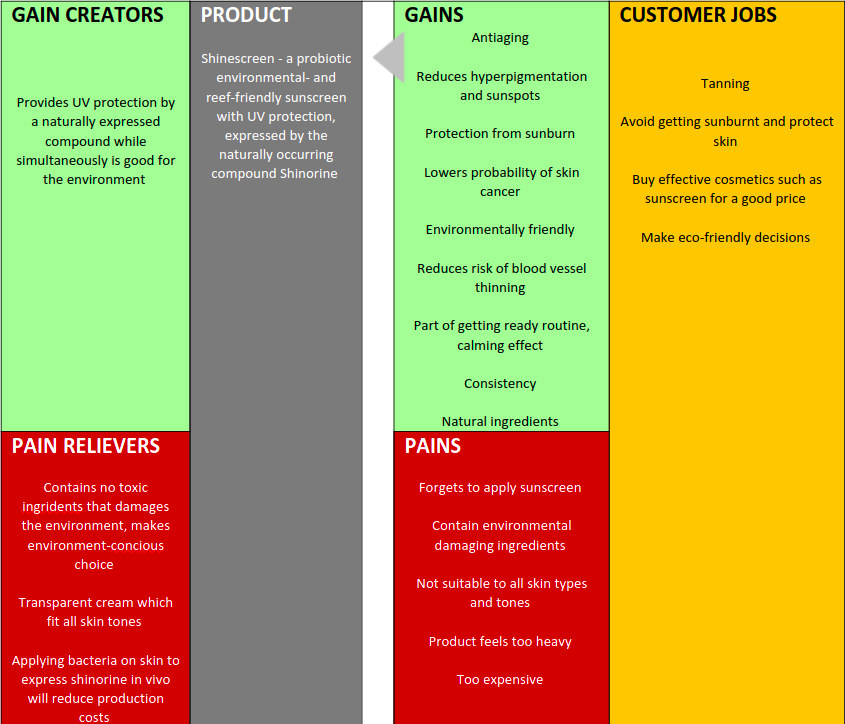 GAIN CREATORS
Provides UV protection by
a naturally expressed
compound while
simultaneously is good for
the environment
PAIN RELIEVERS
Contains no toxic
ingridents that damages
the environment, makes
environment-concious
choice
Transparent cream which
fit all skin tones
Applying bacteria on skin to
express shinorine in vivo
will reduce production
costs
PRODUCT
Shinescreen - a probiotic
environmental- and
reef-friendly sunscreen
with UV protection,
expressed by the
naturally occurring
compound Shinorine
GAINS
Antiaging
Reduces hyperpigmentation
and sunspots
Protection from sunburn
Lowers probability of skin
cancer
Environmentally friendly
Reduces risk of blood vessel
thinning
Part of getting ready routine,
calming effect
Consistency
Natural ingredients
PAINS
Forgets to apply sunscreen
Contain environmental
damaging ingredients
Not suitable to all skin types
and tones
Product feels too heavy
Too expensive
CUSTOMER JOBS
Tanning
Avoid getting sunburnt and protect
skin
Buy effective cosmetics such as
sunscreen for a good price
Make eco-friendly decisions